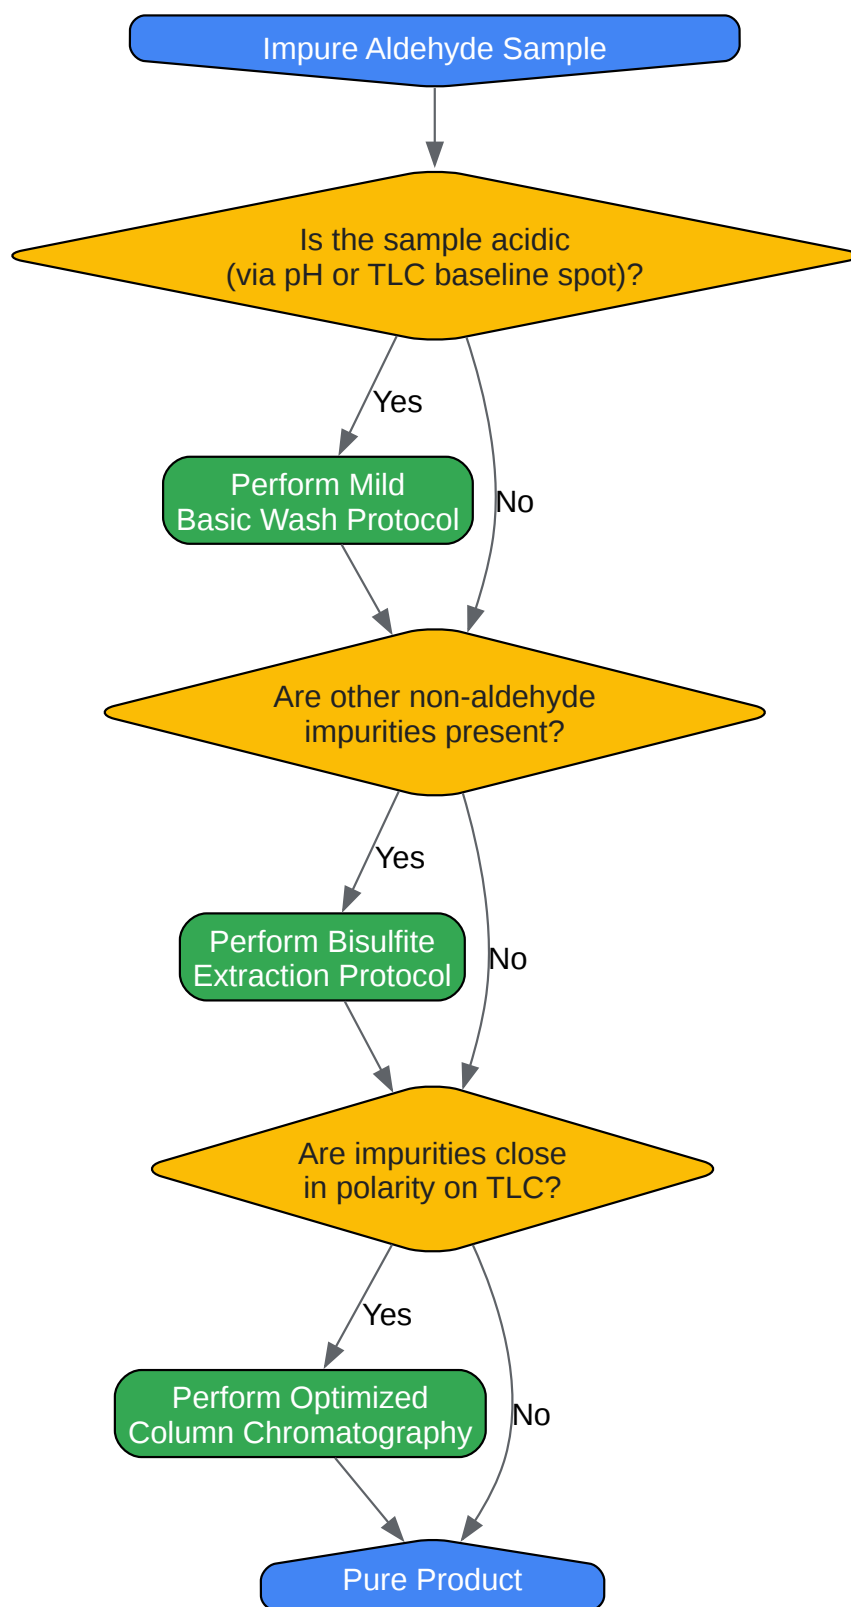 Impure Aldehyde Sample
Is the sample acidic
(via pH or TLC baseline spot)?
Yes
Perform Mild
Basic Wash Protocol
No
Are other non-aldehyde
impurities present?
Yes
Perform Bisulfite
Extraction Protocol
No
Are impurities close
in polarity on TLC?
Yes
Perform Optimized
Column Chromatography
No
Pure Product